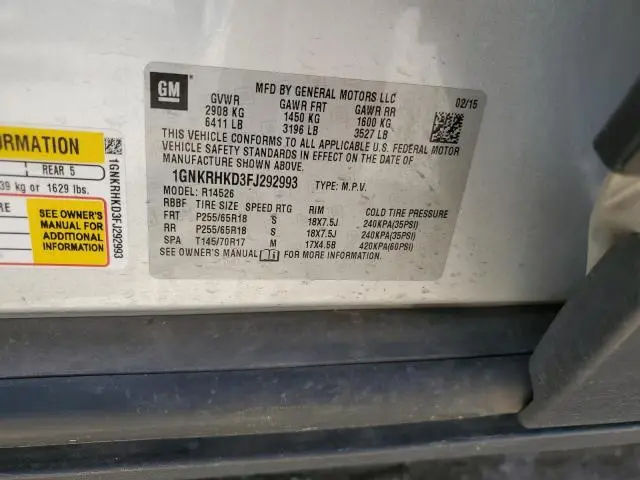 GM
MFD BY GENERAL MOTORS LLC
02/15
GVWR GAWR FRT GAWR RR
2908 KG 1450 KG 1600 KG
6411 LB 3196 LB 3527 LB
THIS VEHICLE CONFORMS TO ALL APPLICABLE U.S. FEDERAL MOTOR
VEHICLE SAFETY STANDARDS IN EFFECT ON THE DATE OF
MANUFACTURE SHOWN ABOVE.
1GNKRHKD3FJ292993 TYPE: M.P.V.
MODEL: R14526
RBBF TIRE SIZE SPEED RTG RIM COLD TIRE PRESSURE
FRT P255/65R18 S 18X7.5J 240KPA(35PSI)
RR P255/65R18 S 18X7.5J 240KPA(35PSI)
SPA T145/70R17 M 17X4.5B 420KPA(60PSI)
SEE OWNER'S MANUAL FOR MORE INFORMATION.
ORMATION
REAR 5
39 kg or 1629 lbs.
RE
SEE OWNER'S
MANUAL FOR
ADDITIONAL
INFORMATION
1GNKRHKD3FJ292993